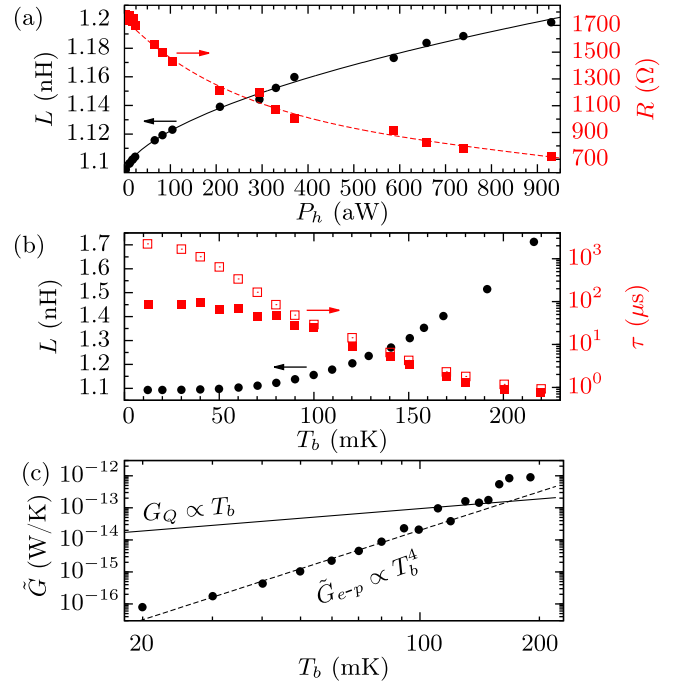 (a)
L (nH)
1.2
1.18
1.16
1.14
1.12
1.1
1700
1500
1300
1100
900
700
R (Ω)
0 100 200 300 400 500 600 700 800 900
P_h (aW)
(b)
L (nH)
1.7
1.6
1.5
1.4
1.3
1.2
1.1
10^3
10^2
10^1
10^0
τ (μs)
0 50 100 150 200
T_b (mK)
(c)
G̃ (W/K)
10^−12
10^−13
10^−14
10^−15
10^−16
G_Q ∝ T_b
G̃_e-p ∝ T_b^4
20 100 200
T_b (mK)